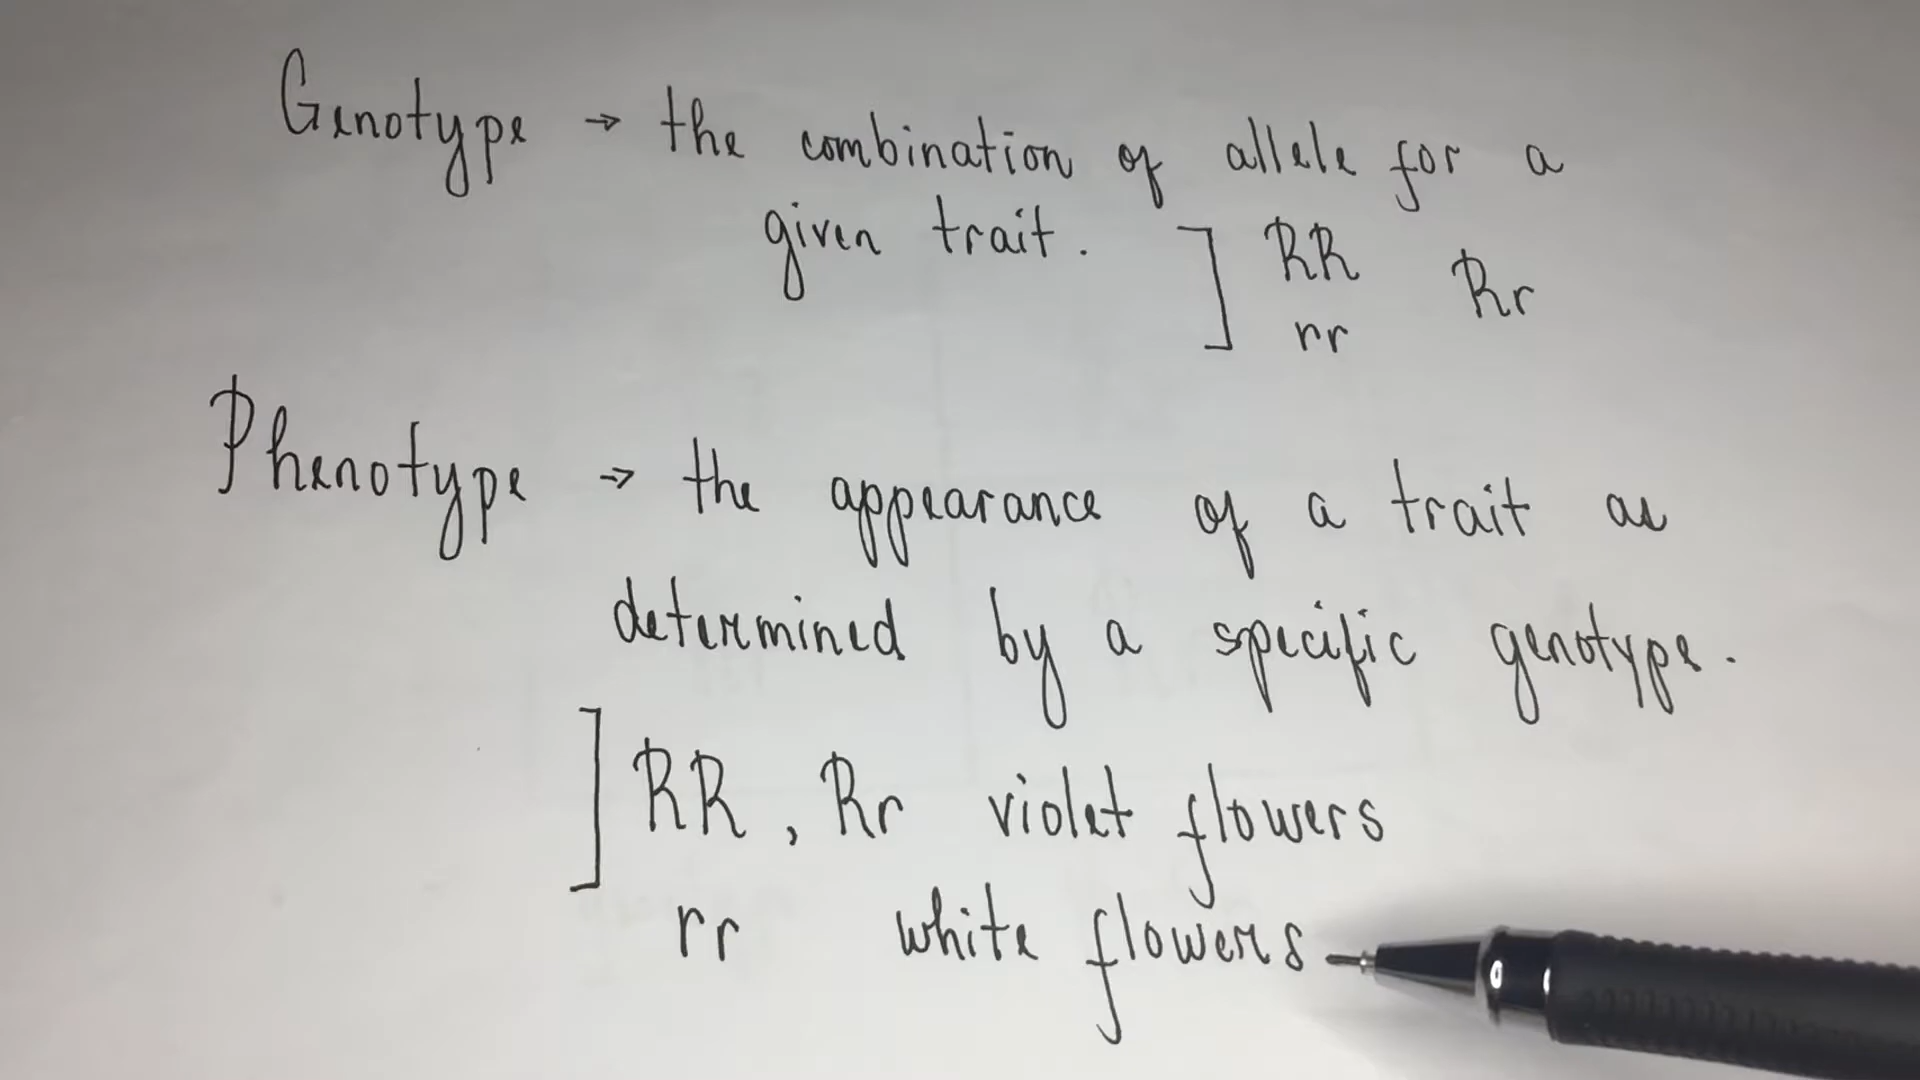 Genotype → the combination of allele for a
given trait. ] RR Rr
rr
Phenotype → the appearance of a trait as
determined by a specific genotype.
] RR, Rr violet flowers
rr white flowers